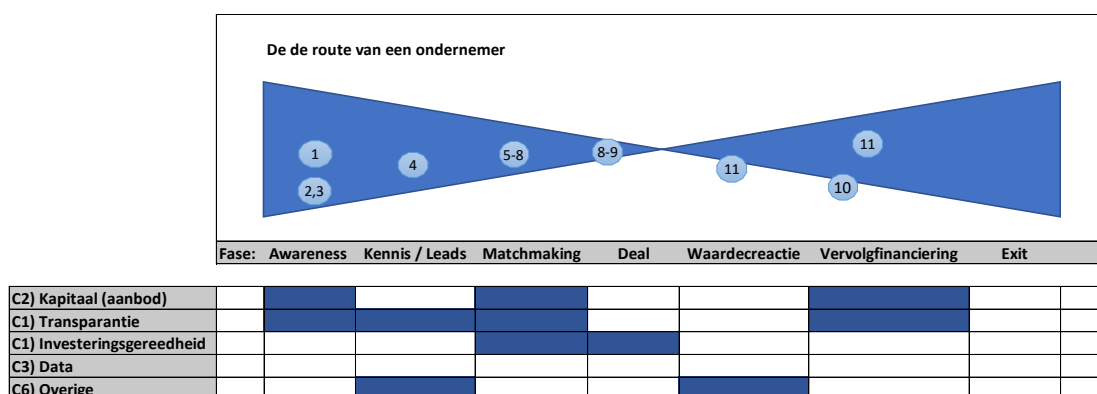 De de route van een ondernemer
1
2,3
4
5-8
8-9
11
10
11
Fase: Awareness Kennis / Leads Matchmaking Deal Waardecreactie Vervolgfinanciering Exit
C2) Kapitaal (aanbod)
C1) Transparantie
C1) Investeringsgereedheid
C3) Data
C6) Overige